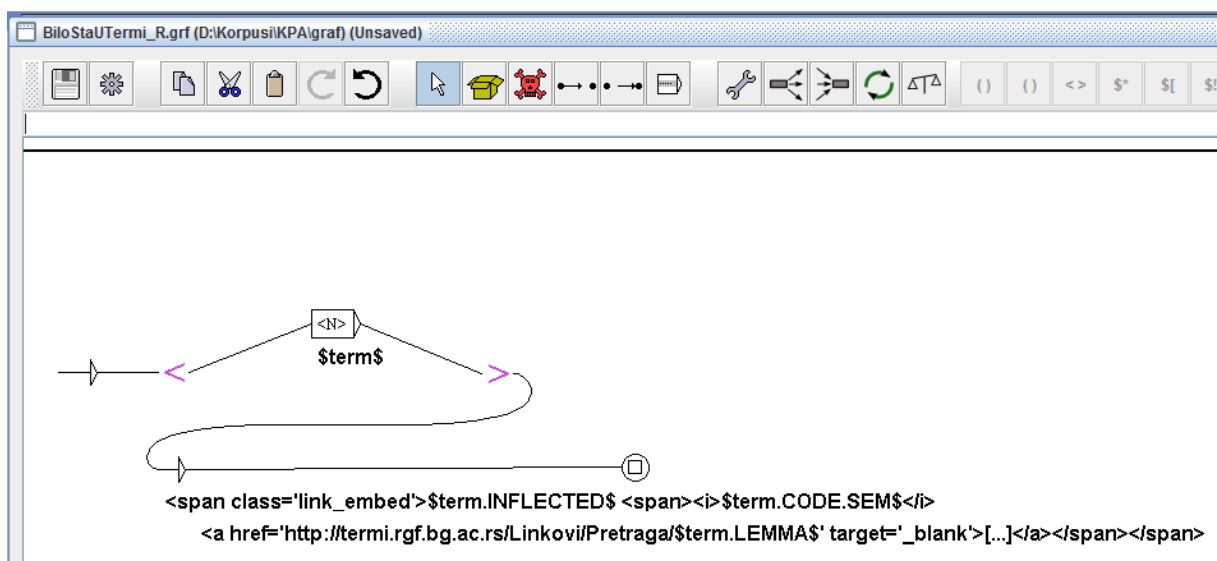 BiloStaUTermi_R.grf (D:\Korpusi\KPA\graf) (Unsaved)
( ) ( ) < > $* $[ $!
<N>
$term$
< >
<span class='link_embed'>$term.INFLECTED$ <span><i>$term.CODE.SEM$</i>
<a href='http://termi.rgf.bg.ac.rs/Linkovi/Pretraga/$term.LEMMA$' target='_blank'>[...]</a></span></span>